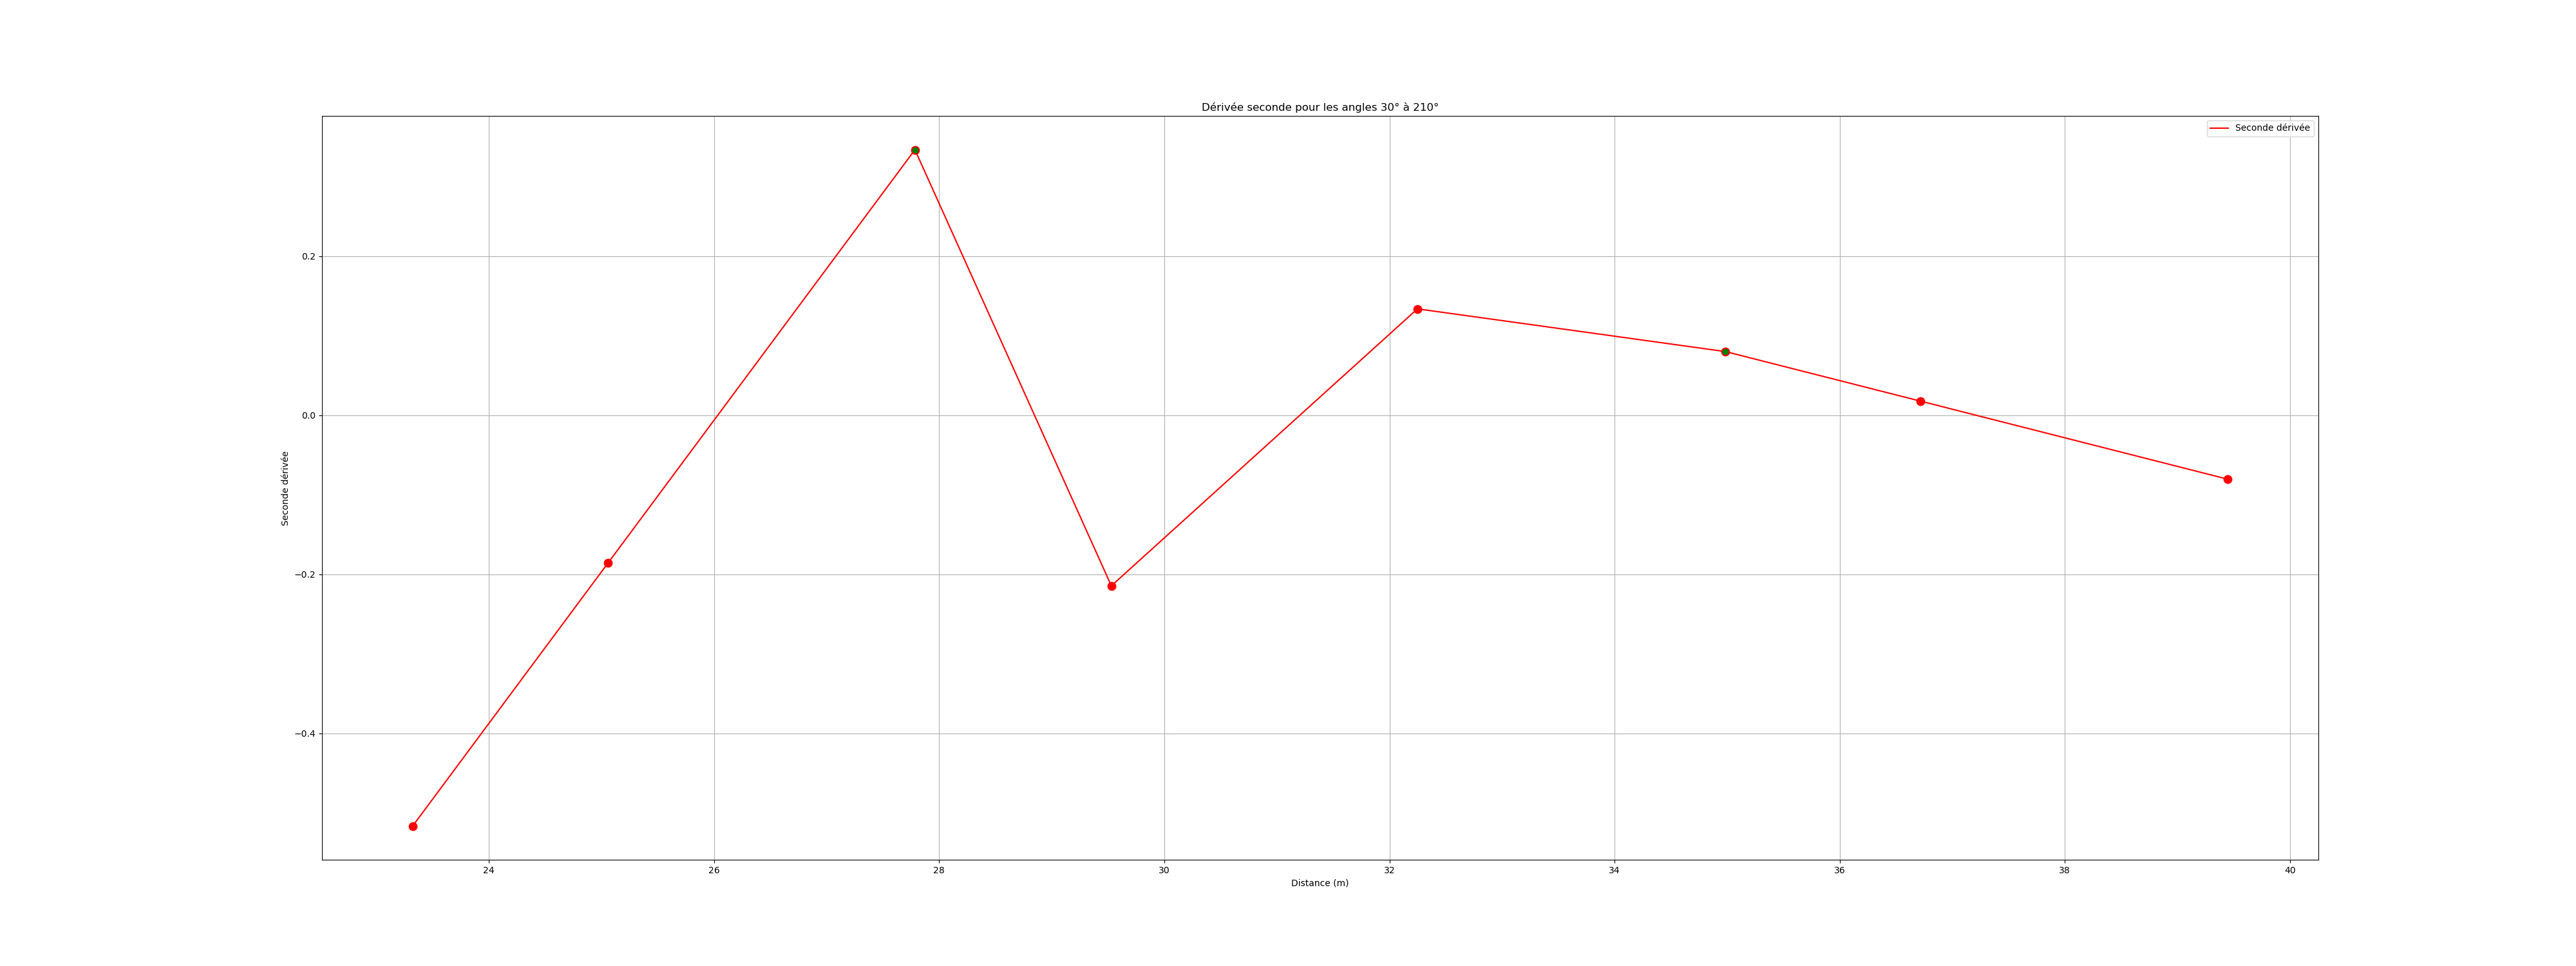 Dérivée seconde pour les angles 30° à 210°
Seconde dérivée
0.2
0.0
−0.2
−0.4
Seconde dérivée
24 26 28 30 32 34 36 38 40
Distance (m)